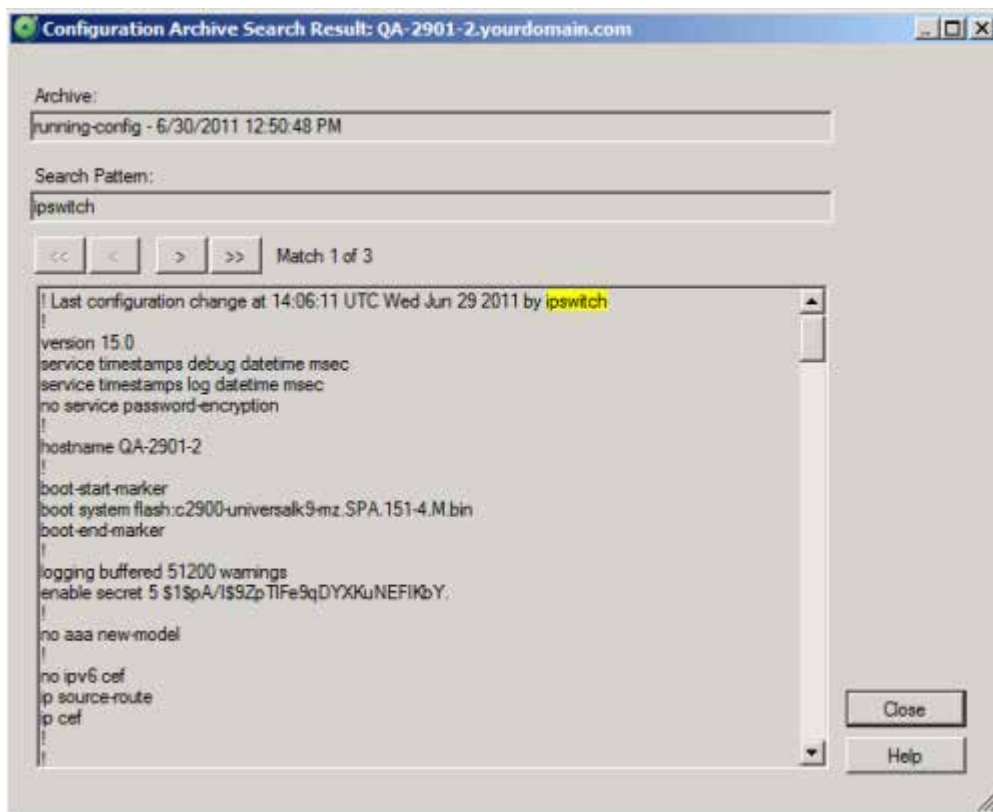 Configuration Archive Search Result: QA-2901-2.yourdomain.com
Archive:
running-config - 6/30/2011 12:50:48 PM
Search Pattern:
ipswitch
<< < > >> Match 1 of 3
! Last configuration change at 14:06:11 UTC Wed Jun 29 2011 by ipswitch
!
version 15.0
service timestamps debug datetime msec
service timestamps log datetime msec
no service password-encryption
!
hostname QA-2901-2
!
boot-start-marker
boot system flash:c2900-universalk9-mz.SPA.151-4.M.bin
boot-end-marker
!
logging buffered 51200 warnings
enable secret 5
!
no aaa new-model
!
no ipv6 cef
ip source-route
ip cef
!
!
Close
Help